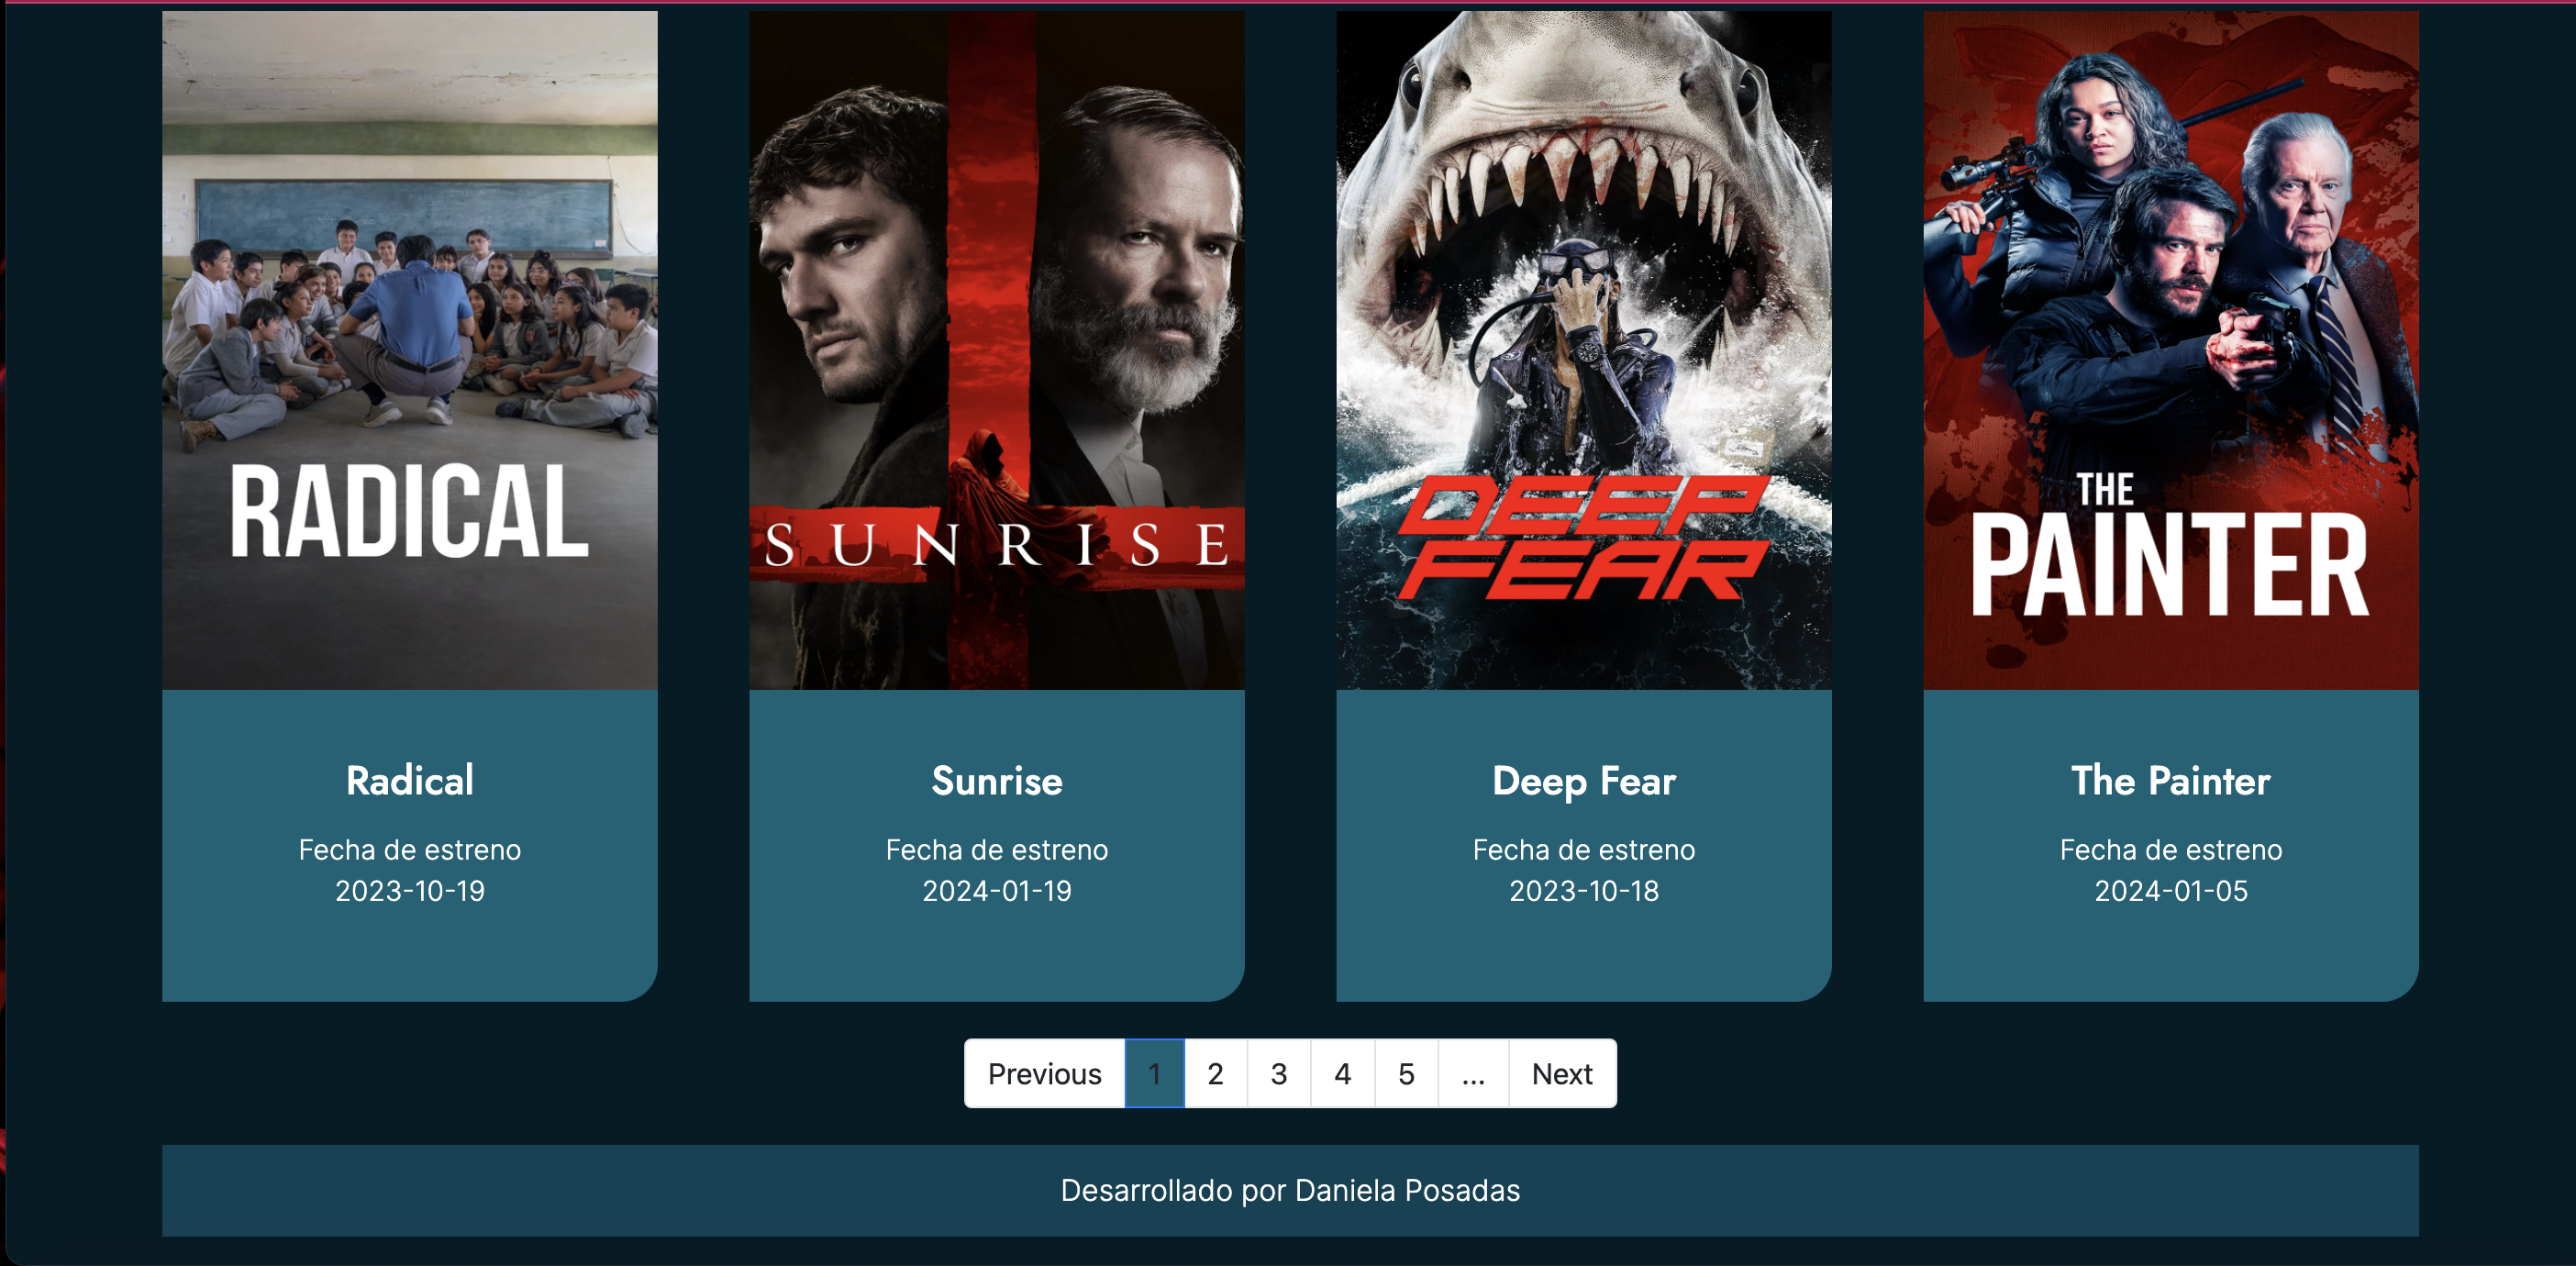 RADICAL
SUNRISE
DEEP
FEAR
THE
PAINTER
Radical
Fecha de estreno
2023-10-19
Sunrise
Fecha de estreno
2024-01-19
Deep Fear
Fecha de estreno
2023-10-18
The Painter
Fecha de estreno
2024-01-05
Previous 1 2 3 4 5 ... Next
Desarrollado por Daniela Posadas